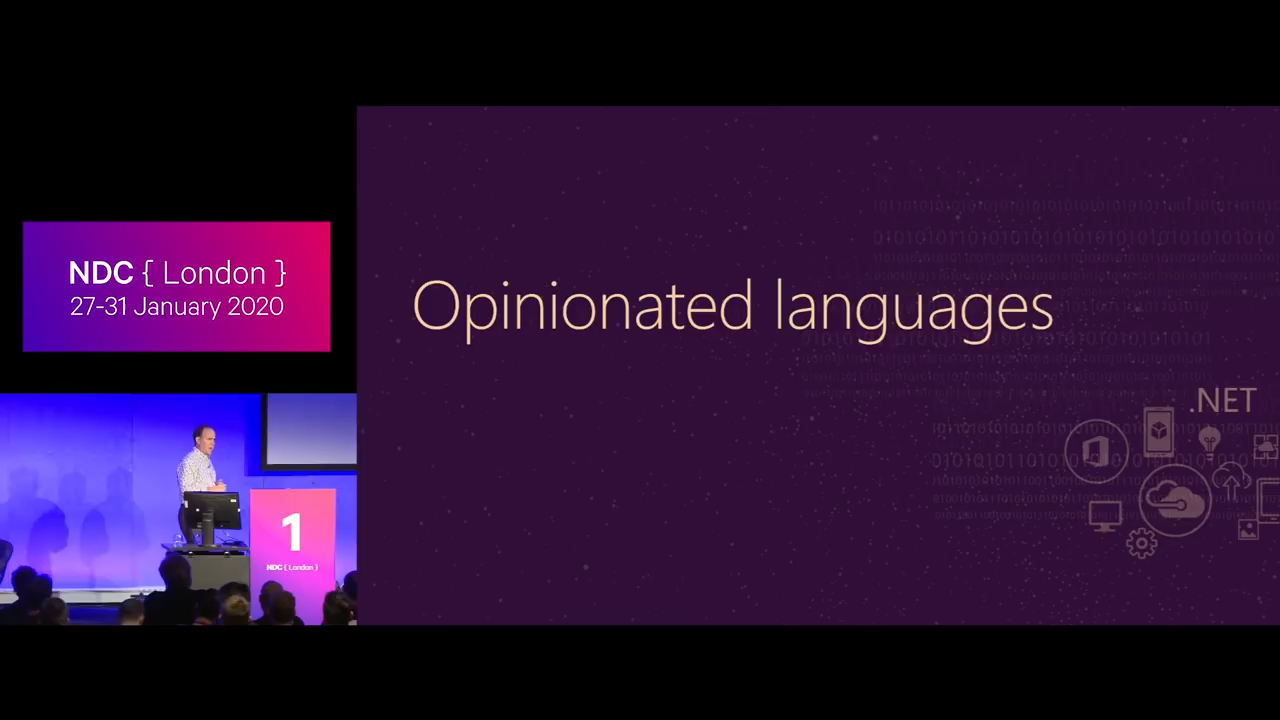 NDC { London }
27-31 January 2020
Opinionated languages
.NET
1
NDC { London }